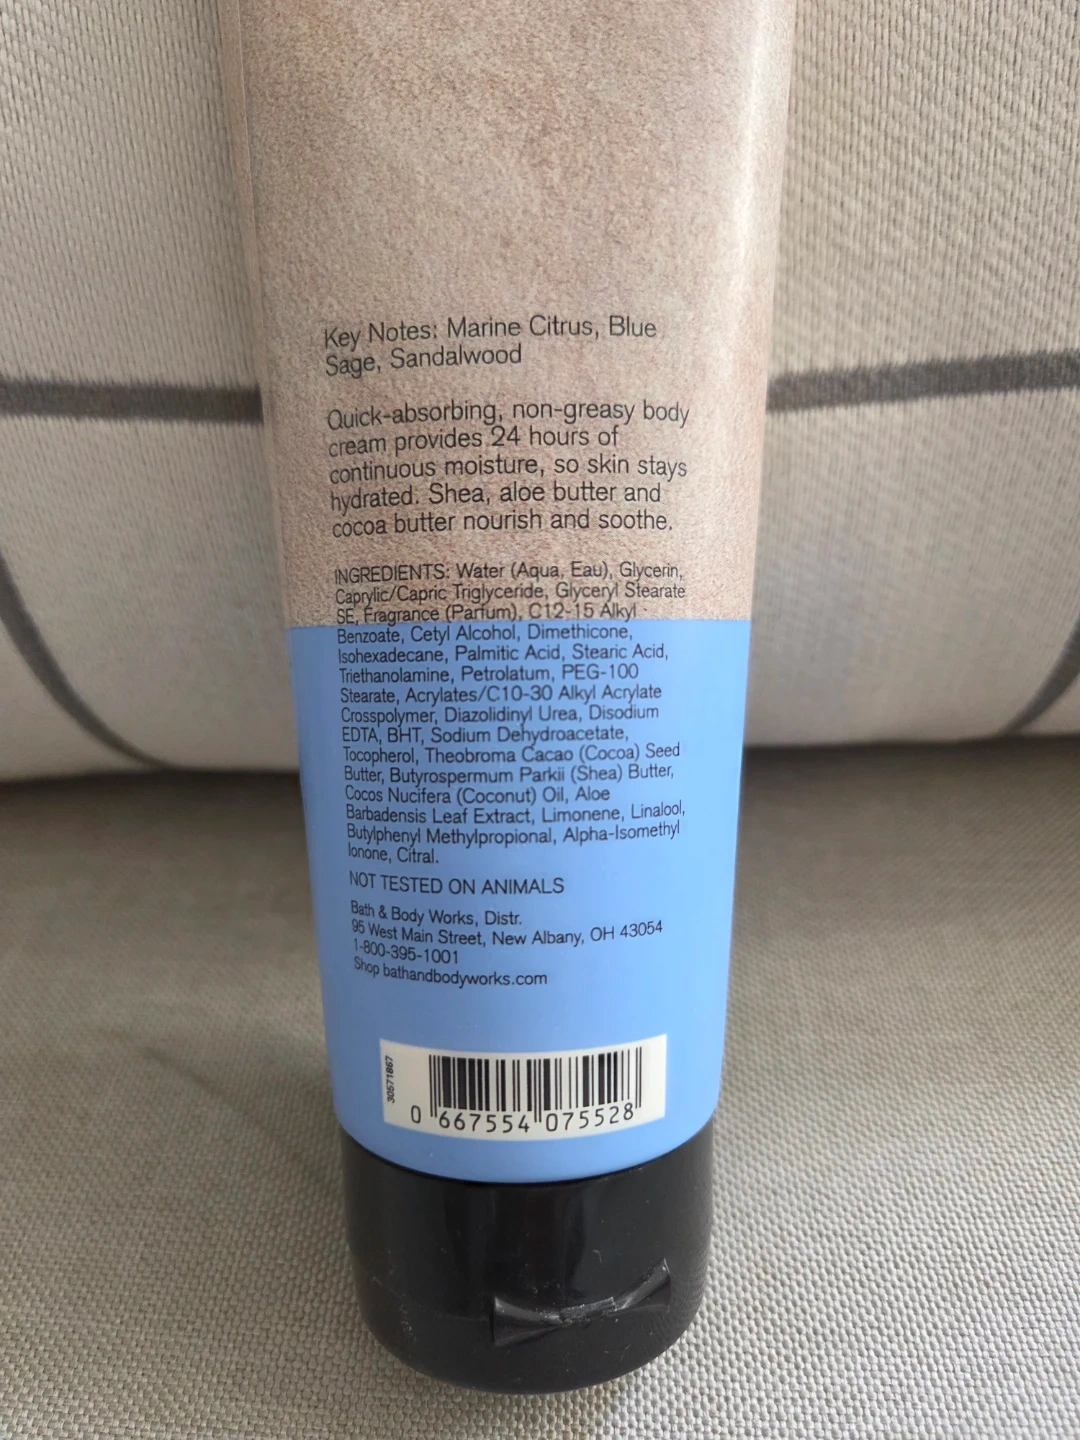 Key Notes: Marine Citrus, Blue
Sage, Sandalwood
Quick-absorbing, non-greasy body
cream provides 24 hours of
continuous moisture, so skin stays
hydrated. Shea, aloe butter and
cocoa butter nourish and soothe.
INGREDIENTS: Water (Aqua, Eau), Glycerin,
Caprylic/Capric Triglyceride, Glyceryl Stearate
SE, Fragrance (Parfum), C12-15 Alkyl
Benzoate, Cetyl Alcohol, Dimethicone,
Isohexadecane, Palmitic Acid, Stearic Acid,
Triethanolamine, Petrolatum, PEG-100
Stearate, Acrylates/C10-30 Alkyl Acrylate
Crosspolymer, Diazolidinyl Urea, Disodium
EDTA, BHT, Sodium Dehydroacetate,
Tocopherol, Theobroma Cacao (Cocoa) Seed
Butter, Butyrospermum Parkii (Shea) Butter,
Cocos Nucifera (Coconut) Oil, Aloe
Barbadensis Leaf Extract, Limonene, Linalool,
Butylphenyl Methylpropional, Alpha-Isomethyl
Ionone, Citral.
NOT TESTED ON ANIMALS
Bath & Body Works, Distr.
95 West Main Street, New Albany, OH 43054
1-800-395-1001
Shop bathandbodyworks.com
30571867
0 667554 075528